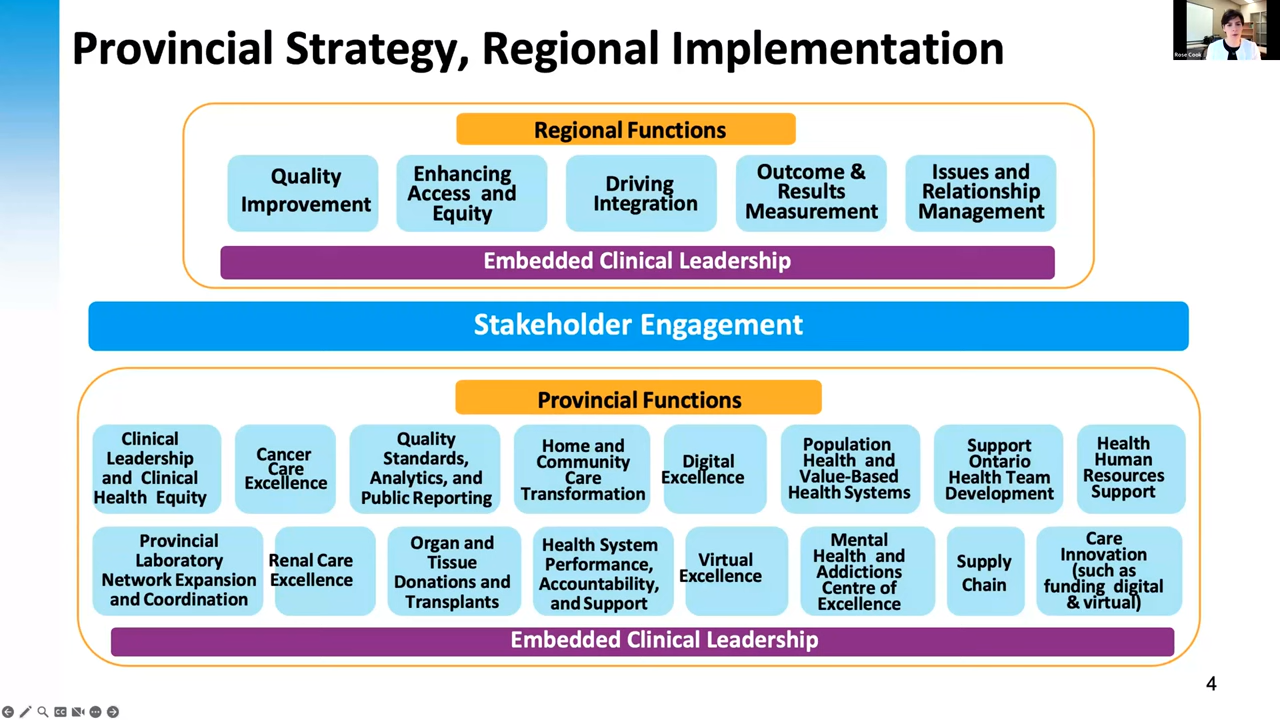 Provincial Strategy, Regional Implementation
Rose Cook
Regional Functions
Quality
Improvement
Enhancing
Access and
Equity
Driving
Integration
Outcome &
Results
Measurement
Issues and
Relationship
Management
Embedded Clinical Leadership
Stakeholder Engagement
Provincial Functions
Clinical
Leadership
and Clinical
Health Equity
Cancer
Care
Excellence
Quality
Standards,
Analytics, and
Public Reporting
Home and
Community
Care
Transformation
Digital
Excellence
Population
Health and
Value-Based
Health Systems
Support
Ontario
Health Team
Development
Health
Human
Resources
Support
Provincial
Laboratory
Network Expansion
and Coordination
Renal Care
Excellence
Organ and
Tissue
Donations and
Transplants
Health System
Performance,
Accountability,
and Support
Virtual
Excellence
Mental
Health and
Addictions
Centre of
Excellence
Supply
Chain
Care
Innovation
(such as
funding digital
& virtual)
Embedded Clinical Leadership
4
CC